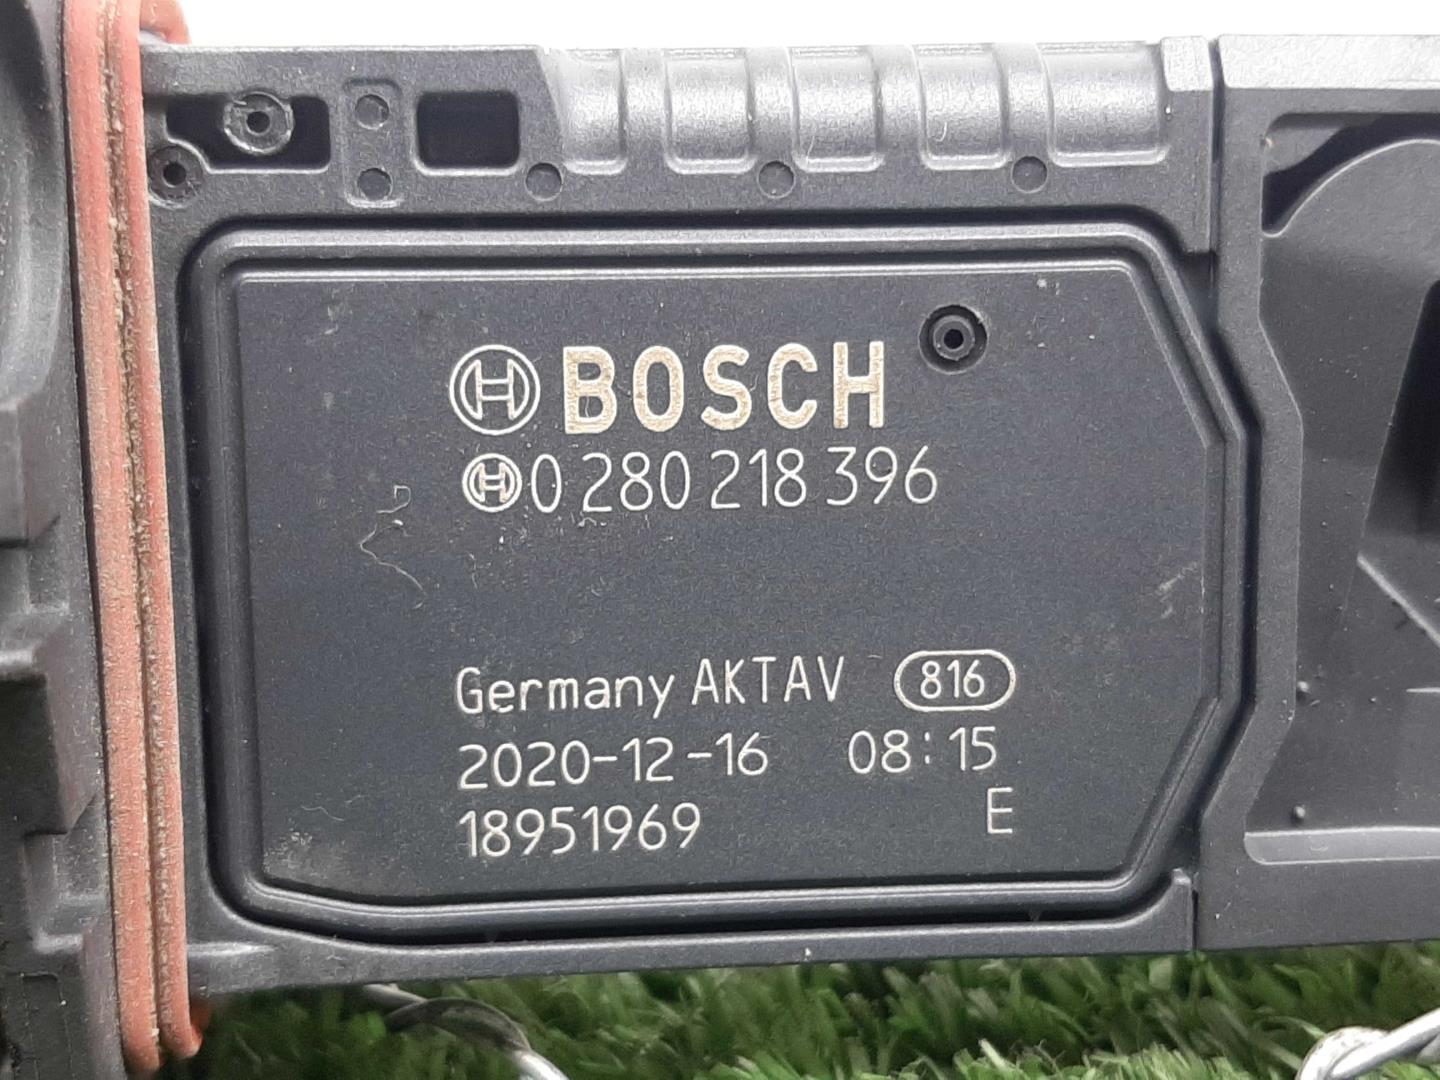 BOSCH
0 280 218 396
Germany AKTAV 816
2020-12-16 08:15
18951969 E